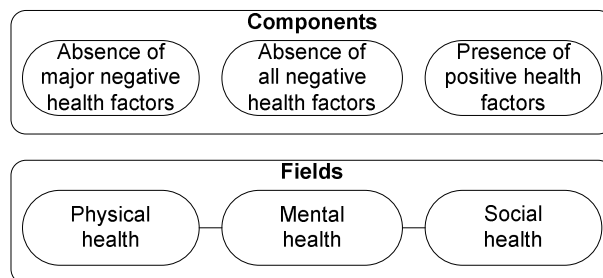 Components
Absence of
major negative
health factors
Absence of
all negative
health factors
Presence of
positive health
factors
Fields
Physical
health
Mental
health
Social
health